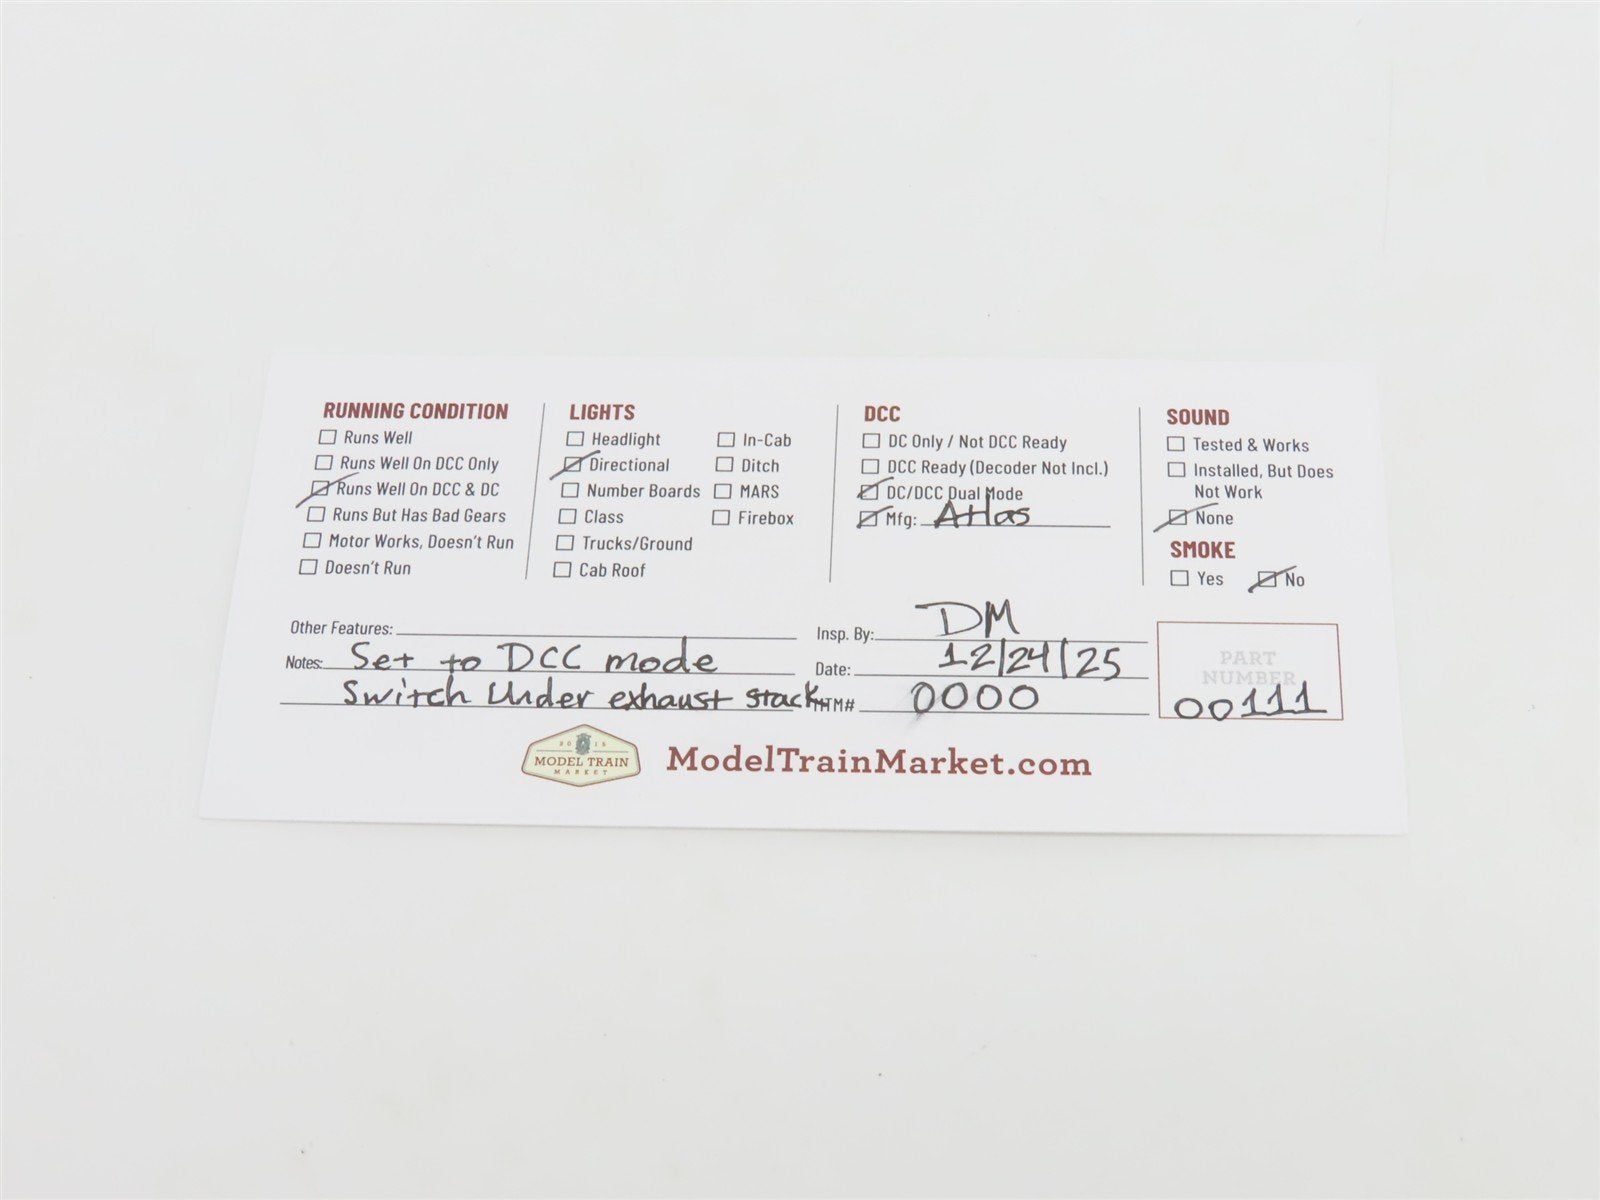 RUNNING CONDITION
Runs Well
Runs Well On DCC Only
Runs Well On DCC & DC
Runs But Has Bad Gears
Motor Works, Doesn't Run
Doesn't Run
LIGHTS
Headlight
Directional
Number Boards
Class
Trucks/Ground
Cab Roof
In-Cab
Ditch
MARS
Firebox
DCC
DC Only / Not DCC Ready
DCC Ready (Decoder Not Incl.)
DC/DCC Dual Mode
Mfg: Atlas
SOUND
Tested & Works
Installed, But Does
Not Work
None
SMOKE
Yes No
Other Features:
Notes: Set to DCC mode
Switch Under exhaust stack
Insp. By: DM
Date: 12/24/25
MTM# 0000
PART
NUMBER
00111
2015
MODEL TRAIN
MARKET
ModelTrainMarket.com